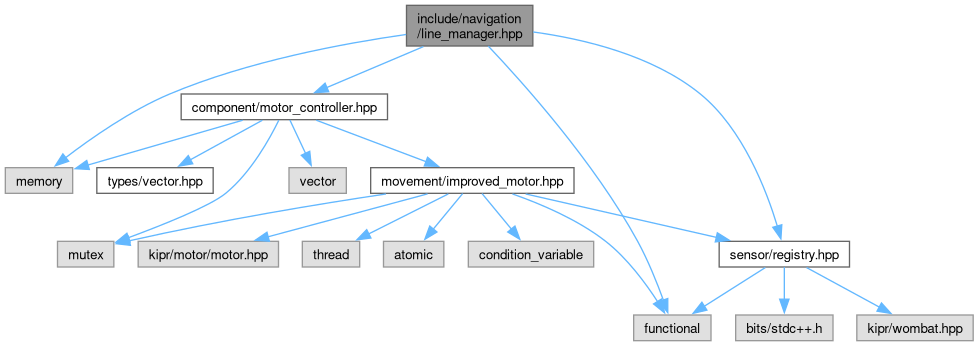 include/navigation
/line_manager.hpp
component/motor_controller.hpp
memory
types/vector.hpp
vector
movement/improved_motor.hpp
mutex
kipr/motor/motor.hpp
thread
atomic
condition_variable
sensor/registry.hpp
functional
bits/stdc++.h
kipr/wombat.hpp